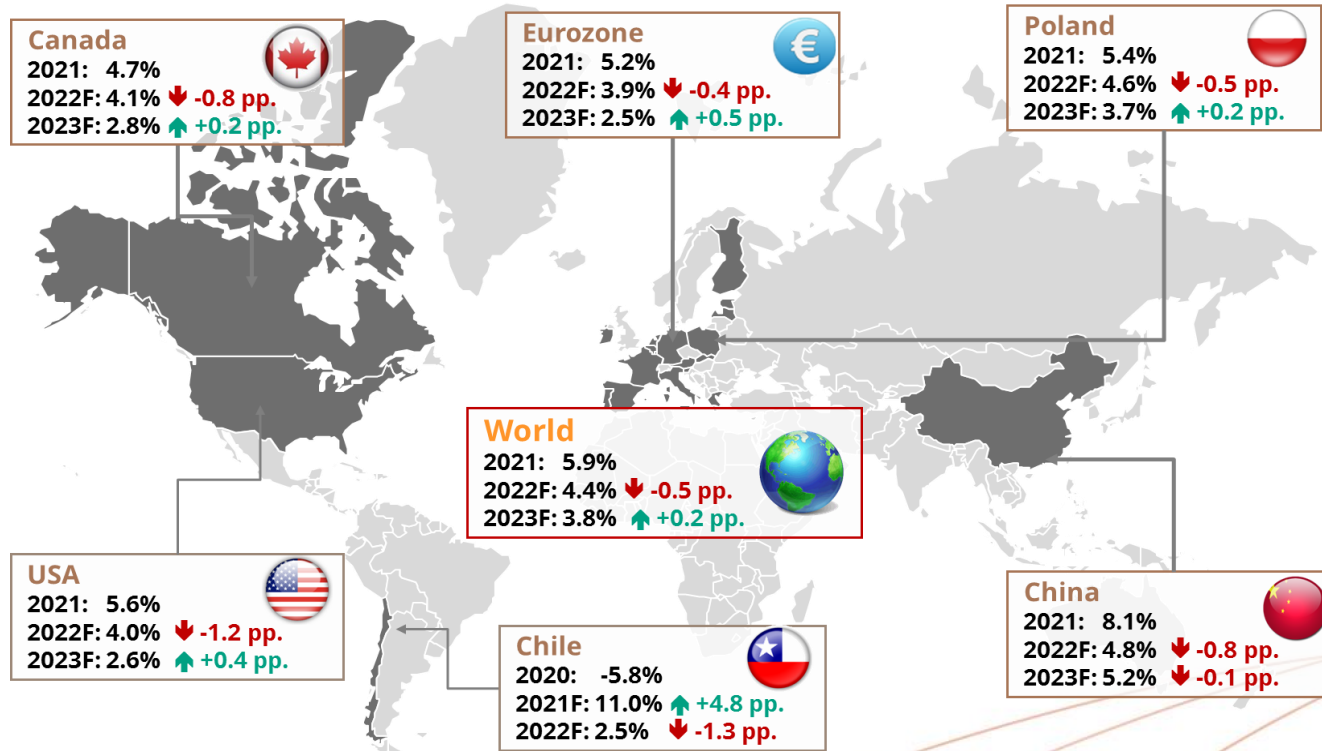 Canada
2021: 4.7%
2022F: 4.1% -0.8 pp.
2023F: 2.8% +0.2 pp.
Eurozone
€
2021: 5.2%
2022F: 3.9% -0.4 pp.
2023F: 2.5% +0.5 pp.
Poland
2021: 5.4%
2022F: 4.6% -0.5 pp.
2023F: 3.7% +0.2 pp.
World
2021: 5.9%
2022F: 4.4% -0.5 pp.
2023F: 3.8% +0.2 pp.
USA
2021: 5.6%
2022F: 4.0% -1.2 pp.
2023F: 2.6% +0.4 pp.
Chile
2020: -5.8%
2021F: 11.0% +4.8 pp.
2022F: 2.5% -1.3 pp.
China
2021: 8.1%
2022F: 4.8% -0.8 pp.
2023F: 5.2% -0.1 pp.